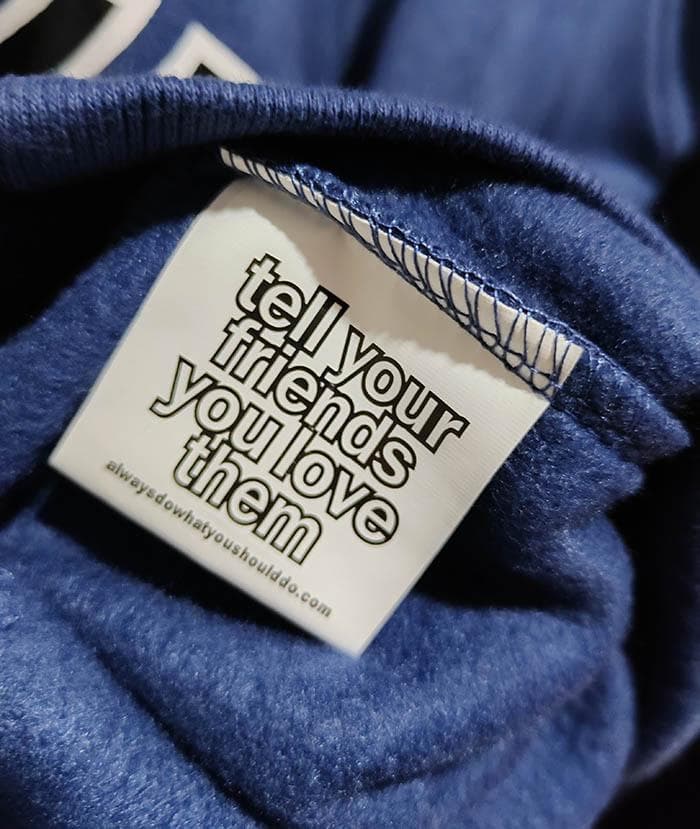 tell your
friends
you love
them
alwaysdowhatyoushoulddo.com